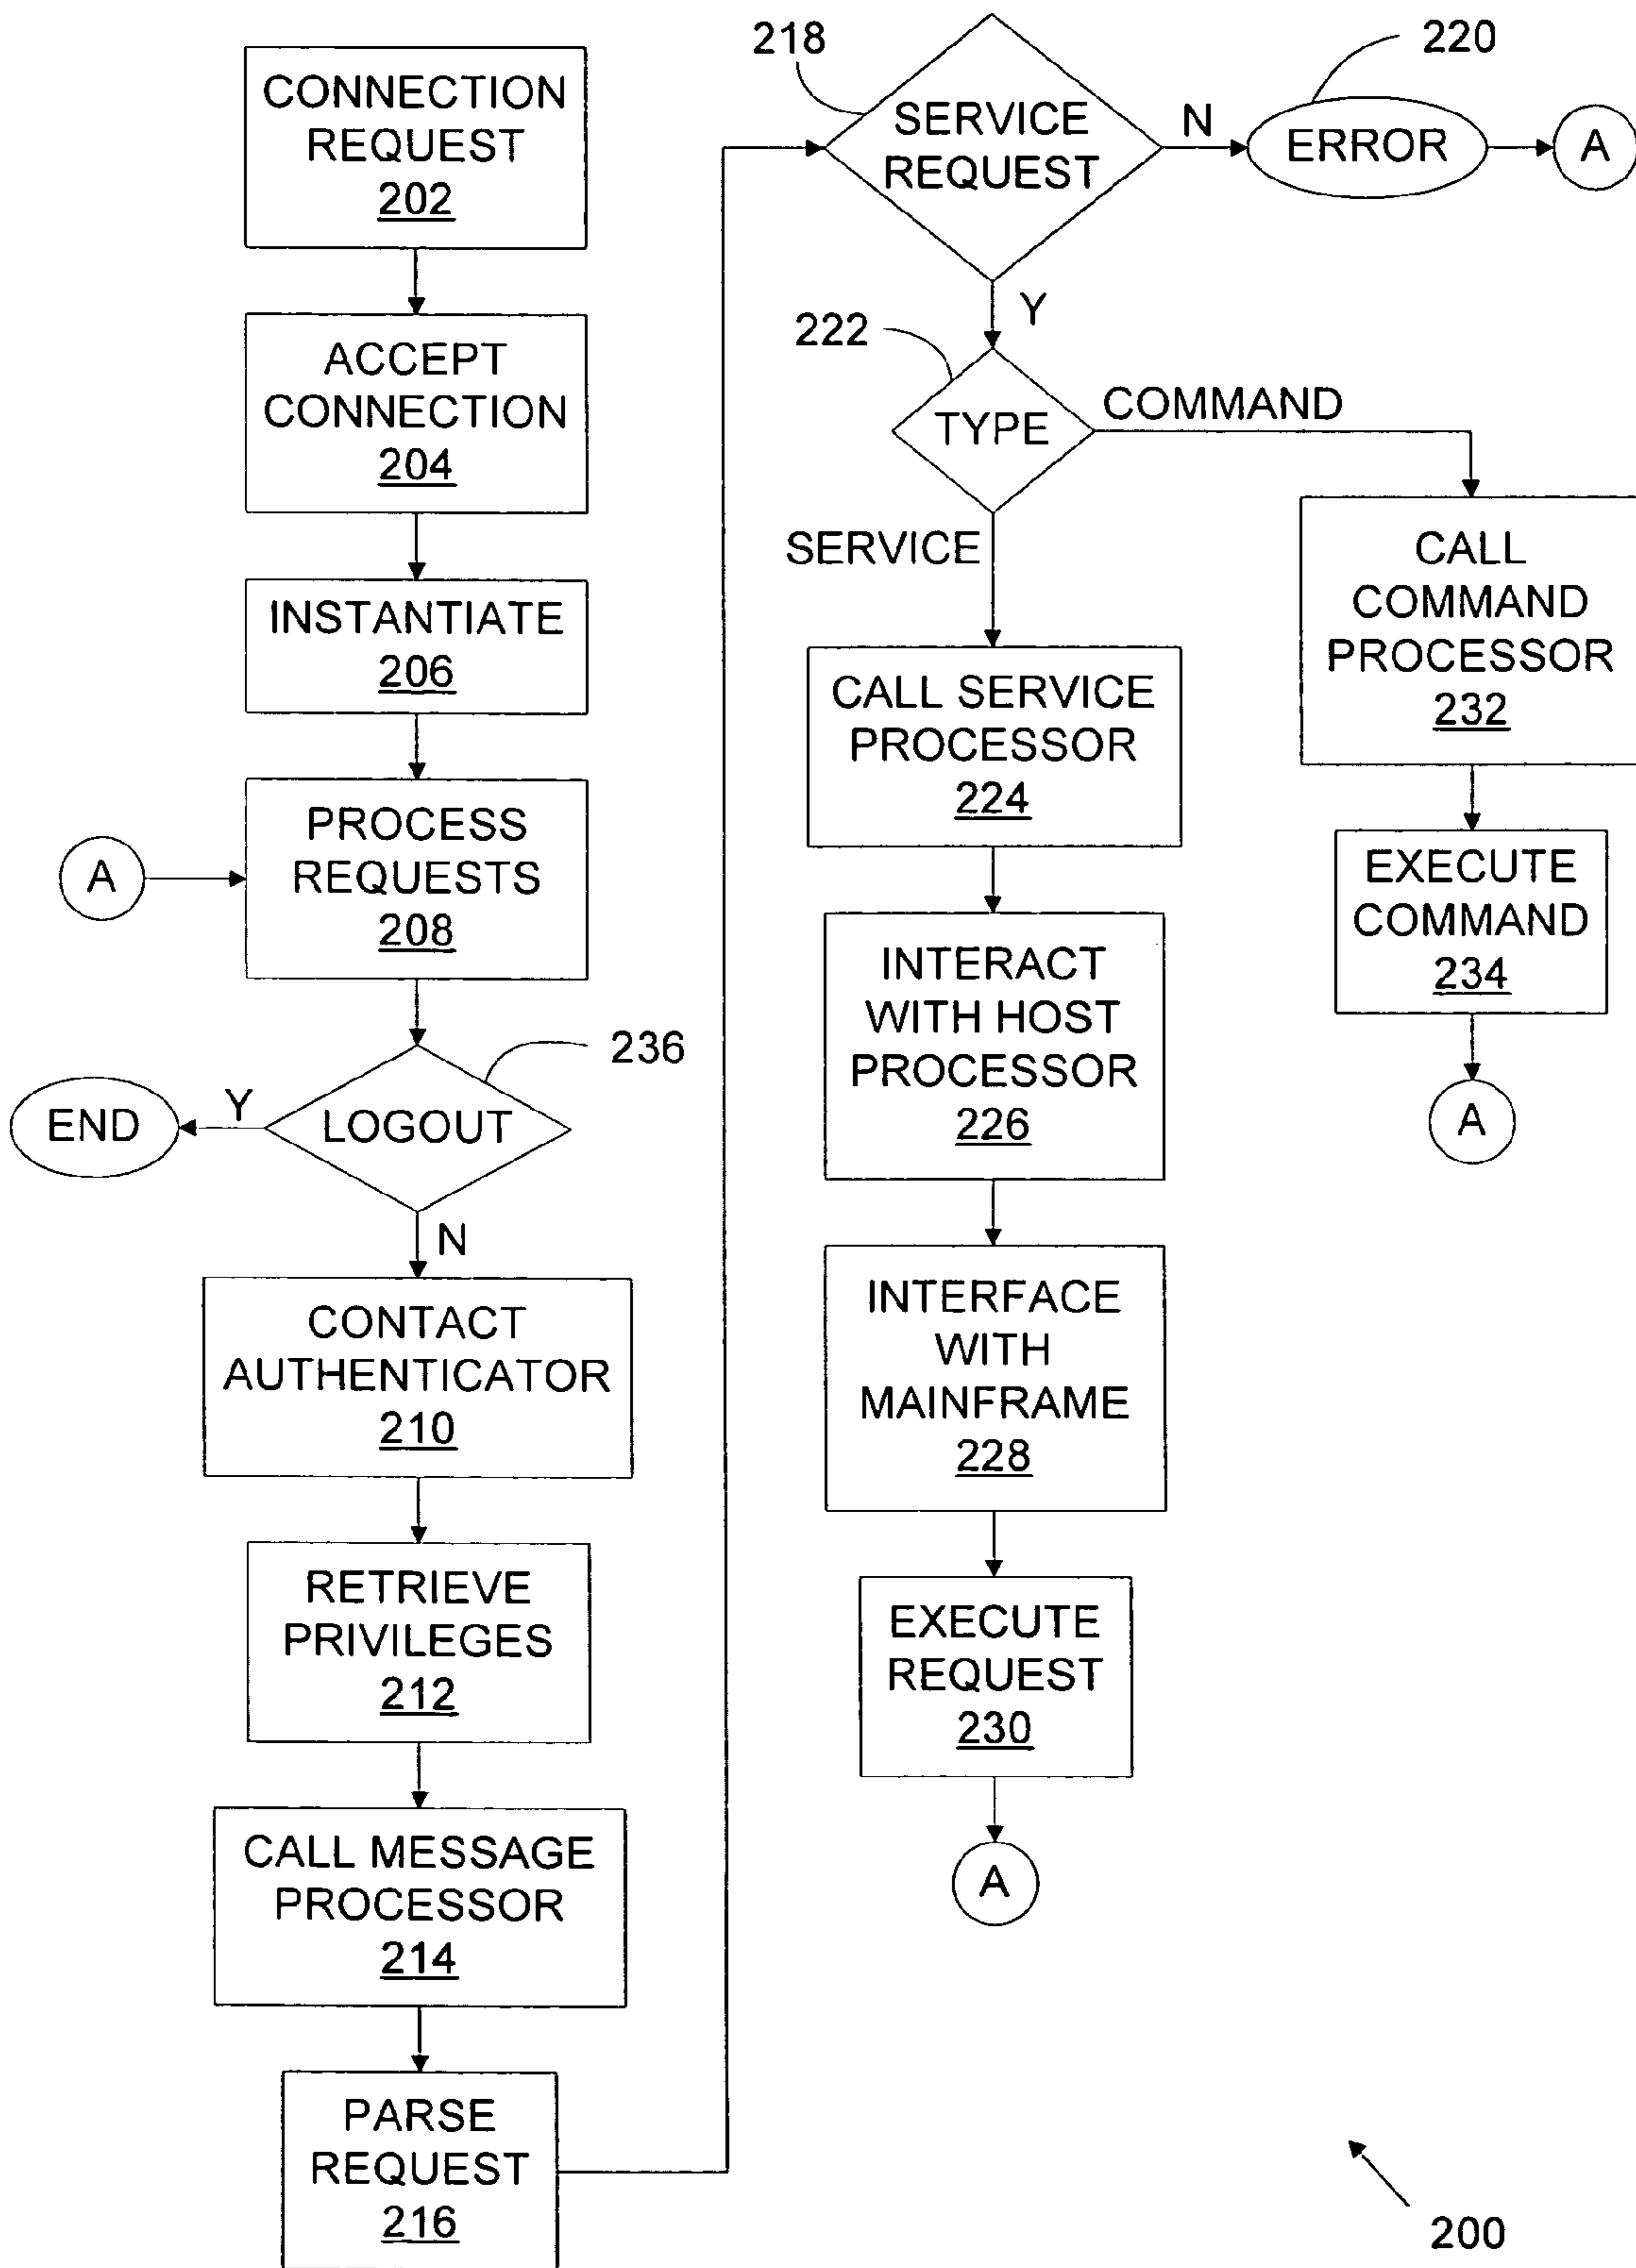 CONNECTION
REQUEST
202
ACCEPT
CONNECTION
204
INSTANTIATE
206
A
PROCESS
REQUESTS
208
236
LOGOUT
Y
END
N
CONTACT
AUTHENTICATOR
210
RETRIEVE
PRIVILEGES
212
CALL MESSAGE
PROCESSOR
214
PARSE
REQUEST
216
218
SERVICE
REQUEST
N
220
ERROR
A
Y
222
TYPE
COMMAND
SERVICE
CALL SERVICE
PROCESSOR
224
INTERACT
WITH HOST
PROCESSOR
226
INTERFACE
WITH
MAINFRAME
228
EXECUTE
REQUEST
230
A
CALL
COMMAND
PROCESSOR
232
EXECUTE
COMMAND
234
A
200